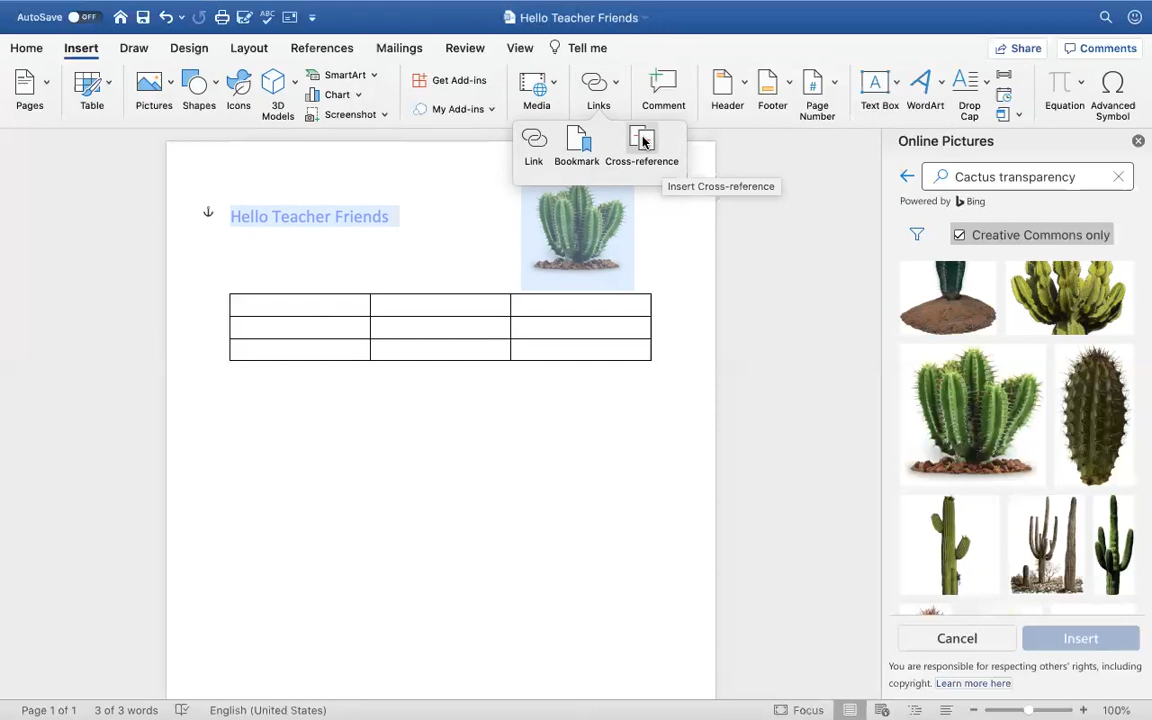 AutoSave OFF
ABC
Hello Teacher Friends
Home Insert Draw Design Layout References Mailings Review View Tell me Share Comments
Pages Table Pictures Shapes Icons 3D Models SmartArt Chart Screenshot Get Add-ins My Add-ins Media Links Comment Header Footer Page Number Text Box WordArt Drop Cap Equation Advanced Symbol
Link Bookmark Cross-reference
Insert Cross-reference
Hello Teacher Friends
Online Pictures
Cactus transparency
Powered by Bing
Creative Commons only
Cancel Insert
You are responsible for respecting others' rights, including
copyright. Learn more here
Page 1 of 1 3 of 3 words English (United States) Focus 100%